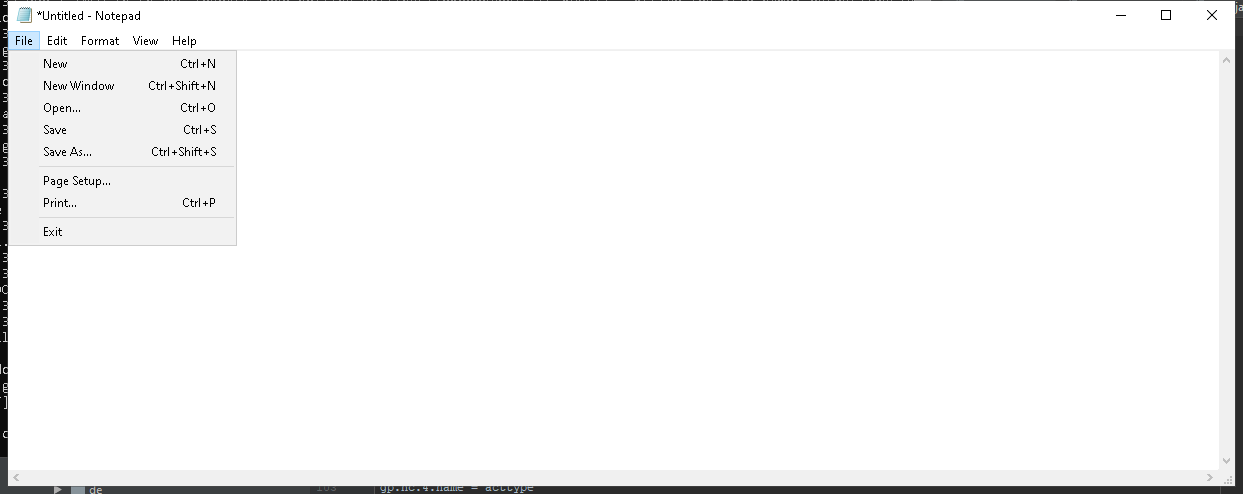 *Untitled - Notepad
File Edit Format View Help
New Ctrl+N
New Window Ctrl+Shift+N
Open... Ctrl+O
Save Ctrl+S
Save As... Ctrl+Shift+S
Page Setup...
Print... Ctrl+P
Exit
de
gp.nc.4.name = acctype